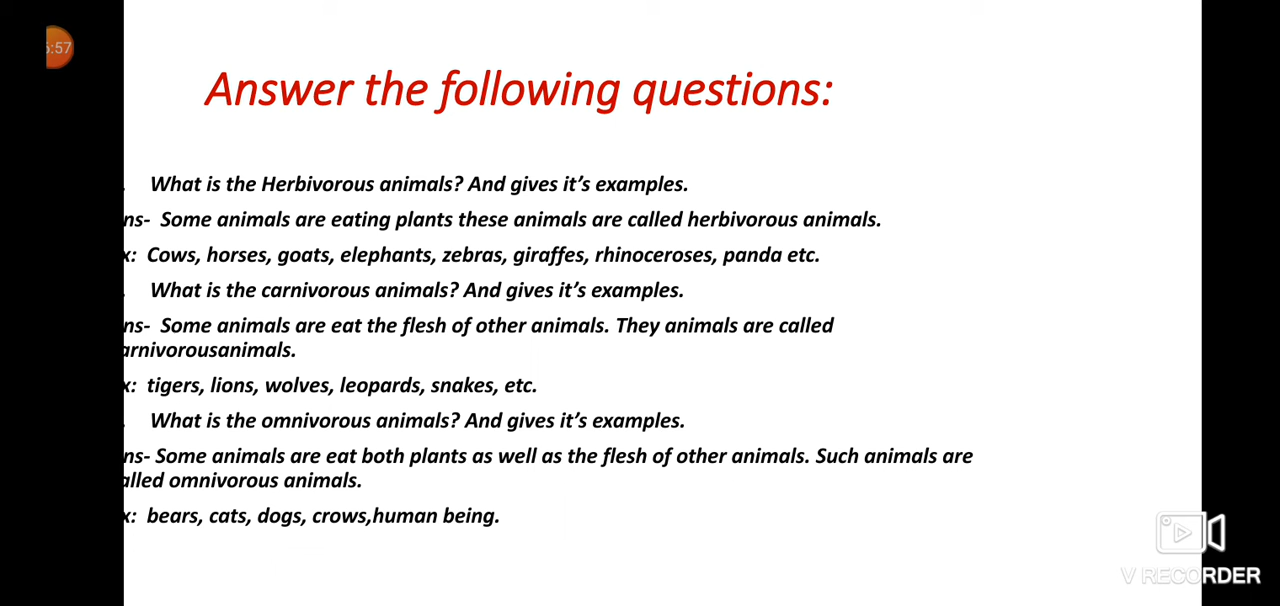 :57
Answer the following questions:
. What is the Herbivorous animals? And gives it's examples.
ns- Some animals are eating plants these animals are called herbivorous animals.
x: Cows, horses, goats, elephants, zebras, giraffes, rhinoceroses, panda etc.
. What is the carnivorous animals? And gives it's examples.
ns- Some animals are eat the flesh of other animals. They animals are called
arnivorousanimals.
x: tigers, lions, wolves, leopards, snakes, etc.
. What is the omnivorous animals? And gives it's examples.
ns- Some animals are eat both plants as well as the flesh of other animals. Such animals are
alled omnivorous animals.
x: bears, cats, dogs, crows,human being.
V RECORDER